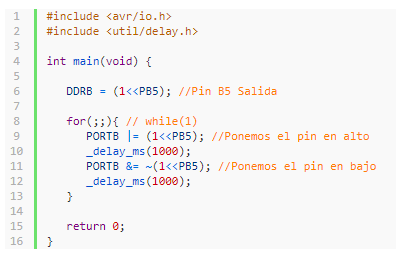 1 #include <avr/io.h>
2 #include <util/delay.h>
3
4 int main(void) {
5
6 DDRB = (1<<PB5); //Pin B5 Salida
7
8 for(;;){ // while(1)
9 PORTB |= (1<<PB5); //Ponemos el pin en alto
10 _delay_ms(1000);
11 PORTB &= ~(1<<PB5); //Ponemos el pin en bajo
12 _delay_ms(1000);
13 }
14
15 return 0;
16 }